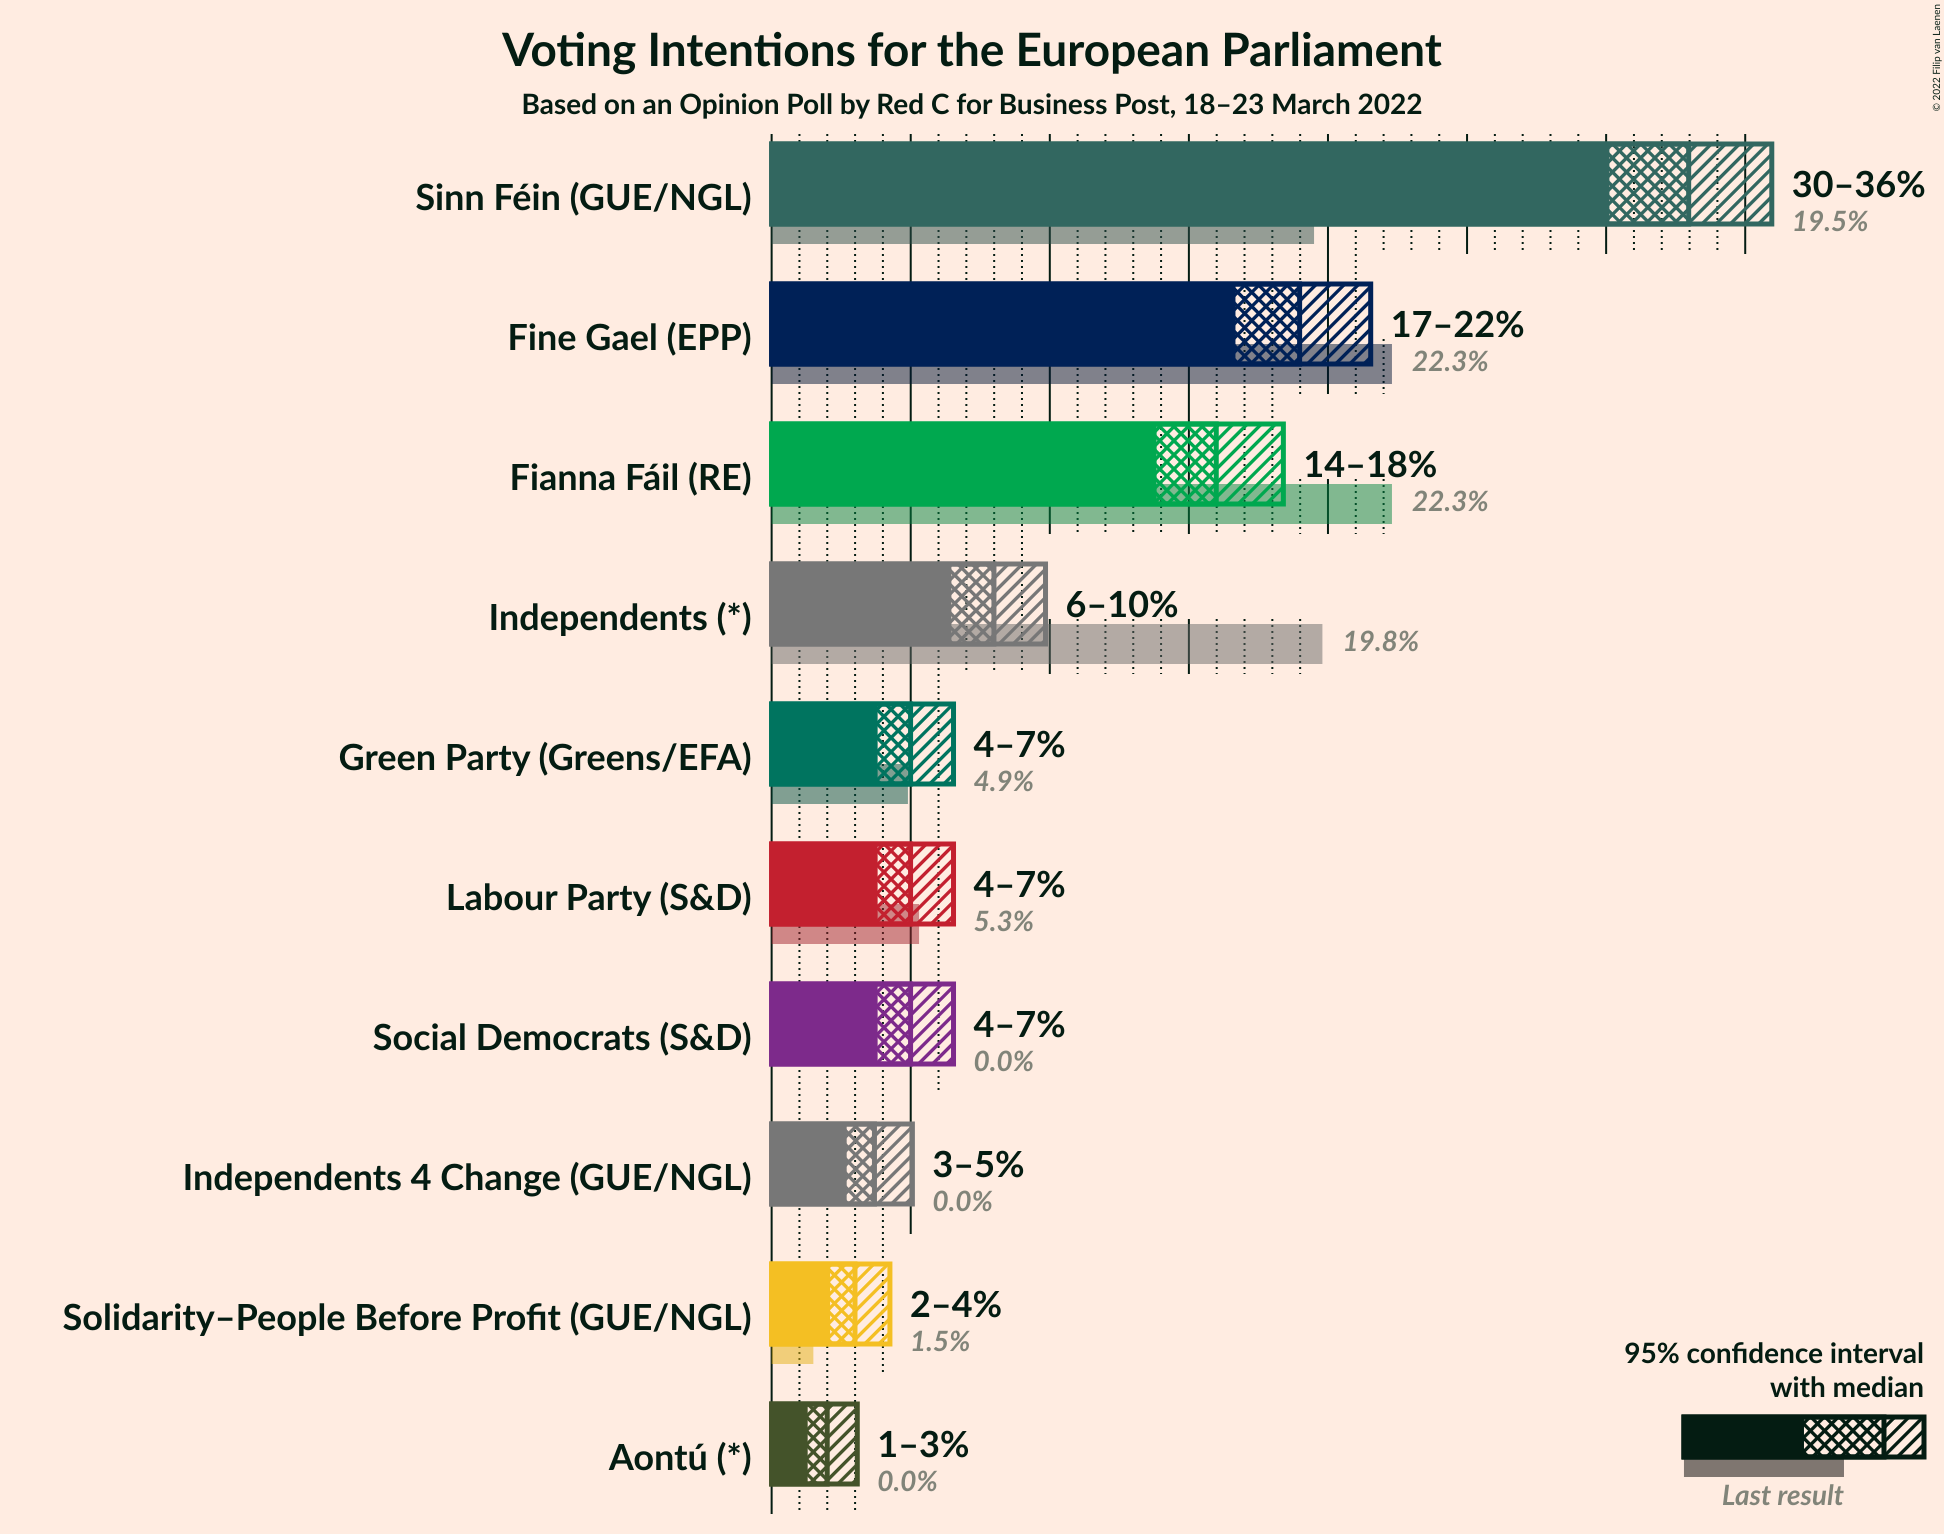 Voting Intentions for the European Parliament
Based on an Opinion Poll by Red C for Business Post, 18–23 March 2022
© 2022 Filip van Laenen
Sinn Féin (GUE/NGL)
30–36%
19.5%
Fine Gael (EPP)
17–22%
22.3%
Fianna Fáil (RE)
14–18%
22.3%
Independents (*)
6–10%
19.8%
Green Party (Greens/EFA)
4–7%
4.9%
Labour Party (S&D)
4–7%
5.3%
Social Democrats (S&D)
4–7%
0.0%
Independents 4 Change (GUE/NGL)
3–5%
0.0%
Solidarity–People Before Profit (GUE/NGL)
2–4%
1.5%
Aontú (*)
1–3%
0.0%
95% confidence interval
with median
Last result